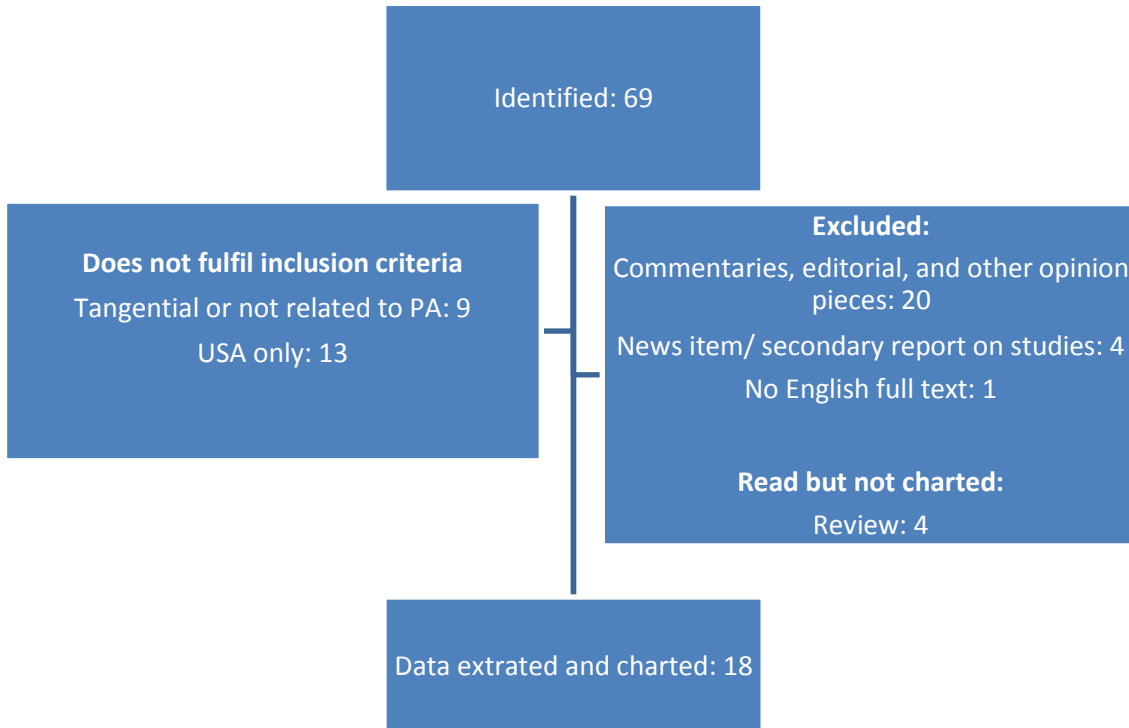 Identified: 69
Does not fulfil inclusion criteria
Tangential or not related to PA: 9
USA only: 13
Excluded:
Commentaries, editorial, and other opinion
pieces: 20
News item/ secondary report on studies: 4
No English full text: 1
Read but not charted:
Review: 4
Data extrated and charted: 18